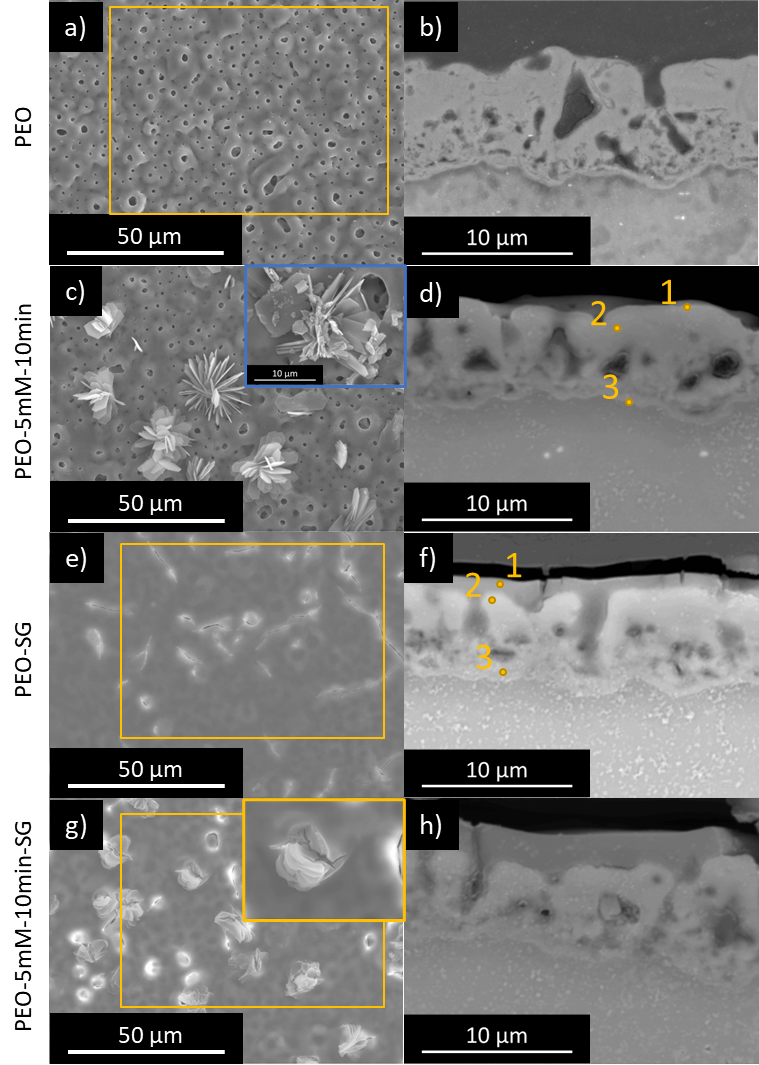 PEO
a)
50 µm
b)
10 µm
PEO-5mM-10min
c)
10 µm
50 µm
d)
1
2
3
10 µm
PEO-SG
e)
50 µm
f)
1
2
3
10 µm
PEO-5mM-10min-SG
g)
50 µm
h)
10 µm